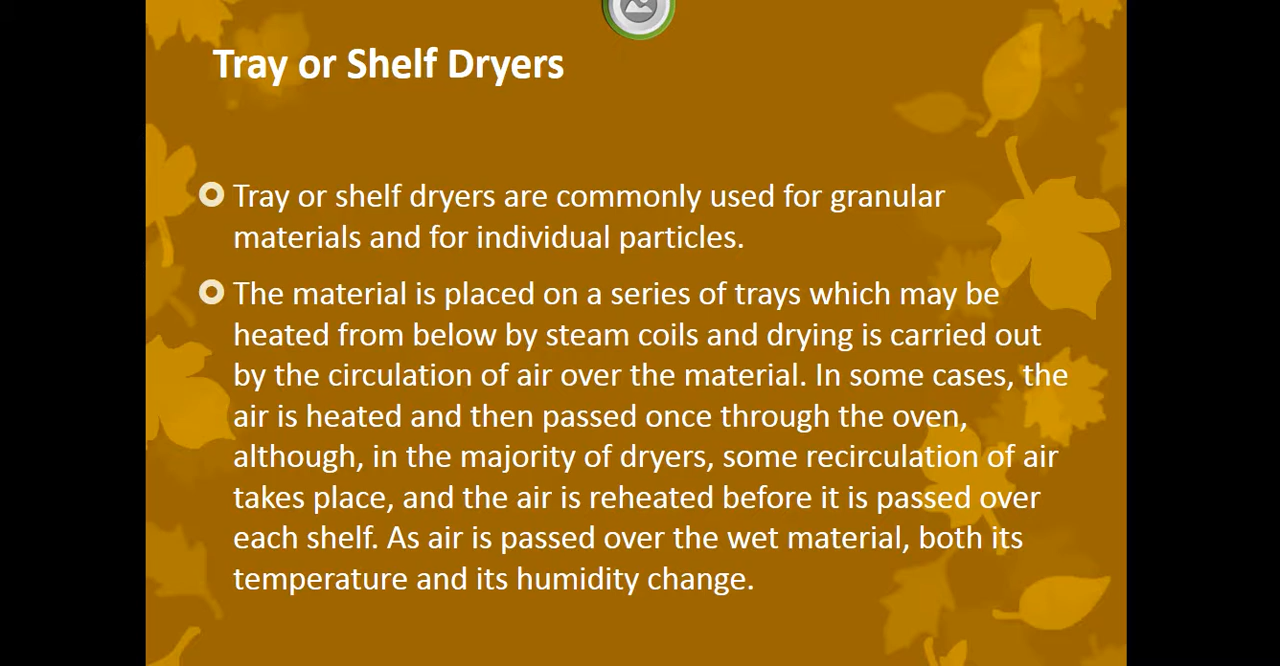 Tray or Shelf Dryers
Tray or shelf dryers are commonly used for granular
materials and for individual particles.
The material is placed on a series of trays which may be
heated from below by steam coils and drying is carried out
by the circulation of air over the material. In some cases, the
air is heated and then passed once through the oven,
although, in the majority of dryers, some recirculation of air
takes place, and the air is reheated before it is passed over
each shelf. As air is passed over the wet material, both its
temperature and its humidity change.